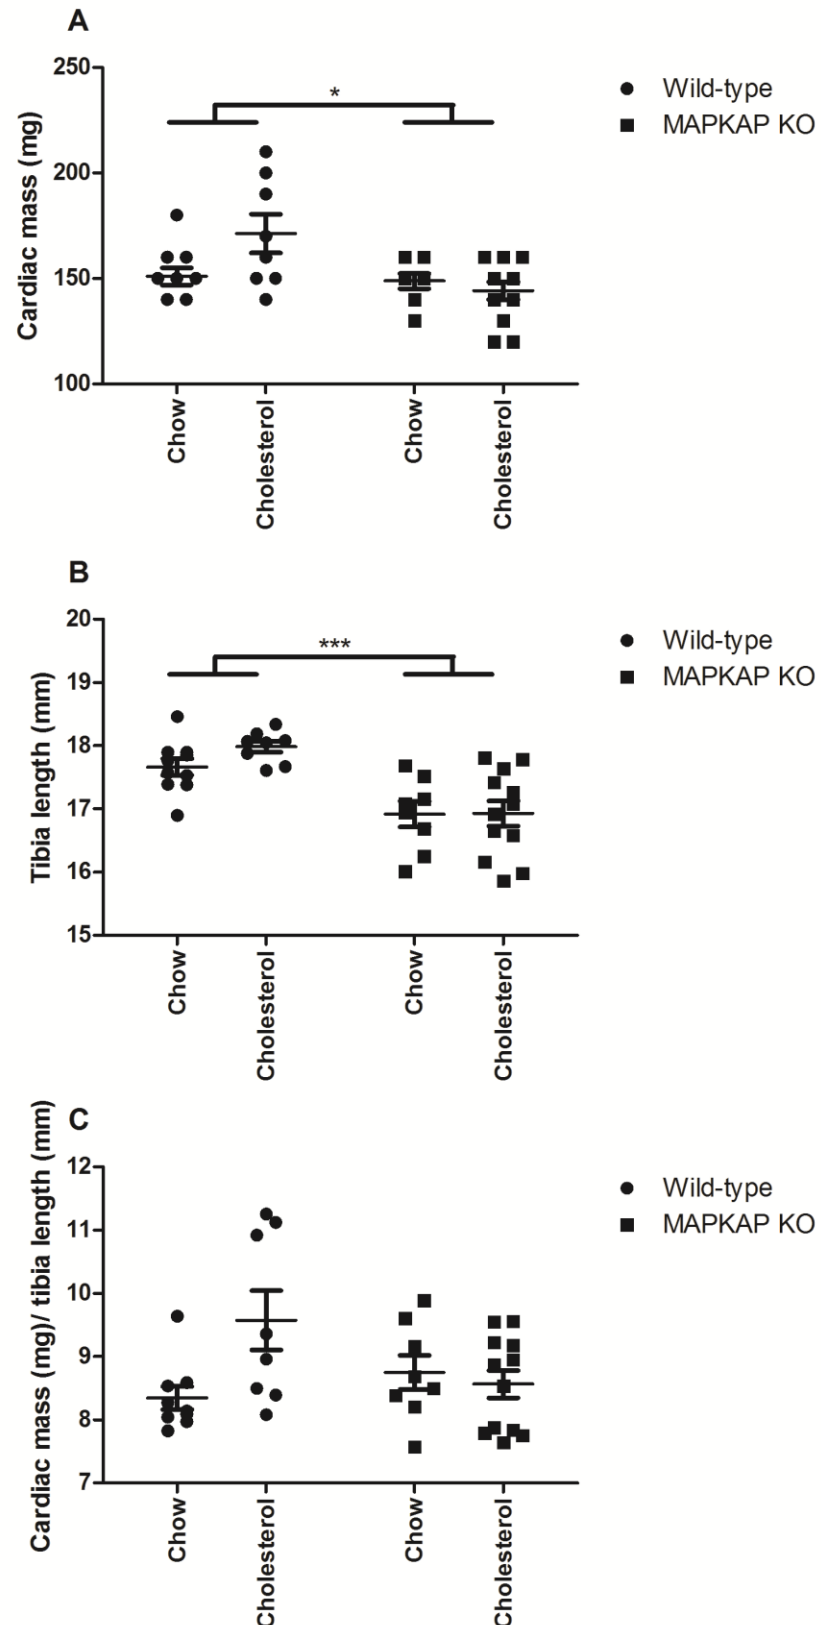 A
Cardiac mass (mg)
250
200
150
100
*
Wild-type
MAPKAP KO
Chow
Cholesterol
Chow
Cholesterol
B
Tibia length (mm)
20
19
18
17
16
15
***
Wild-type
MAPKAP KO
Chow
Cholesterol
Chow
Cholesterol
C
Cardiac mass (mg)/ tibia length (mm)
12
11
10
9
8
7
Wild-type
MAPKAP KO
Chow
Cholesterol
Chow
Cholesterol